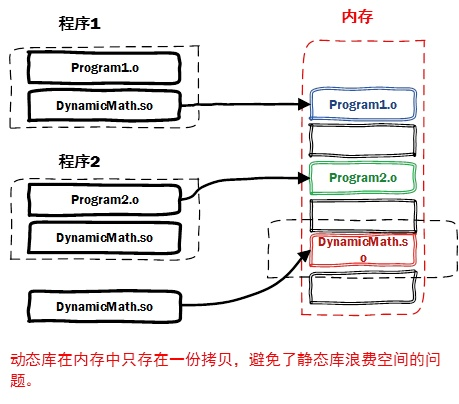 程序1
Program1.o
DynamicMath.so
程序2
Program2.o
DynamicMath.so
DynamicMath.so
内存
Program1.o
Program2.o
DynamicMath.s
o
动态库在内存中只存在一份拷贝，避免了静态库浪费空间的问
题。